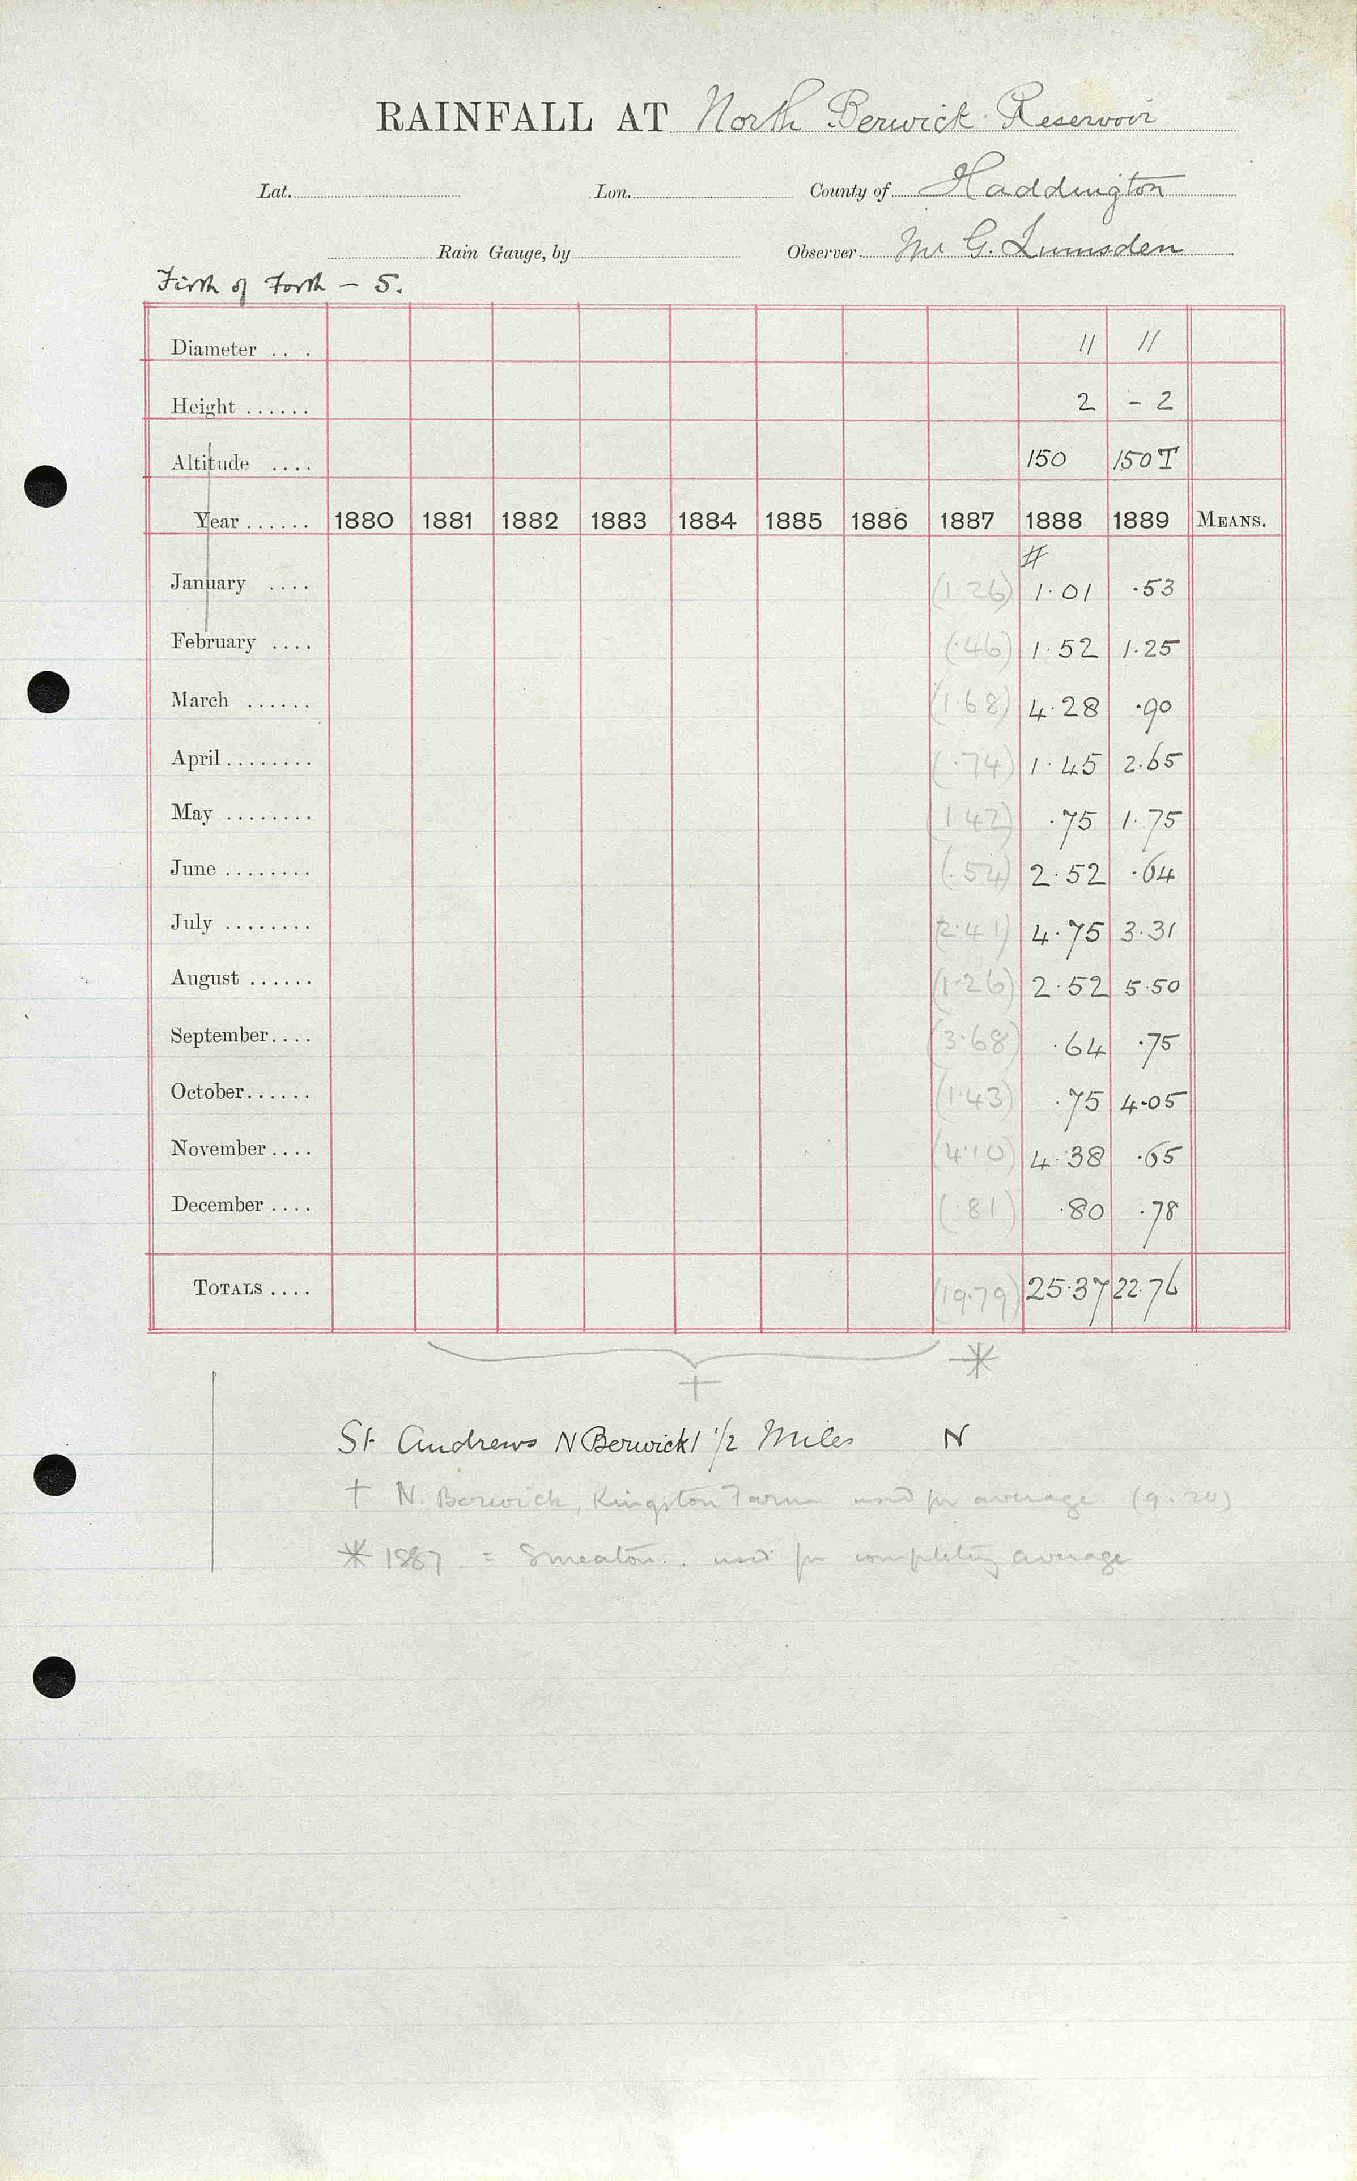 RAINFALL AT North Berwick Reservoir
Lat. Lon. County of Haddington
Rain Gauge, by Observer Mr G. Lumsden
Firth of Forth - S.
Diameter .. . 11 11
Height ...... 2 - 2
Altitude .... 150 150 T
Year ...... 1880 1881 1882 1883 1884 1885 1886 1887 1888 1889 MEANS.
#
January .... (1.26) 1.01 .53
February .... (.46) 1.52 1.25
March ...... (1.68) 4.28 .90
April ........ (.74) 1.45 2.65
May ........ (1.42) .75 1.75
June ........ (.54) 2.52 .64
July ........ (2.41) 4.75 3.31
August ...... (1.26) 2.52 5.50
September.... (3.68) .64 .75
October...... (1.43) .75 4.05
November.... (4.10) 4.38 .65
December .... (.81) .80 .78
TOTALS .... (19.79) 25.37 22.76
† *
St Andrews N Berwick 1 1/2 Miles N
† N. Berwick, Kingston Farm used for average (9.20)
* 1887 = Smeaton.. used for completing average